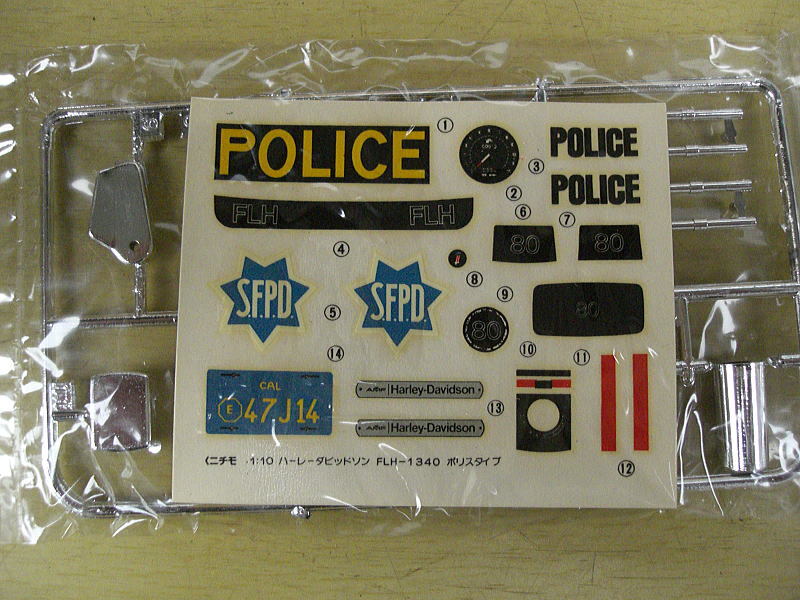 POLICE
①
③
POLICE
②
POLICE
FLH FLH
⑥
⑦
80
80
④
⑧
S.F.P.D.
S.F.P.D.
⑤
⑨
80
80
⑭
⑩
⑪
CAL
E 47J14
AMF Harley-Davidson
⑬
AMF Harley-Davidson
⑫
ニチモ 1:10 ハーレーダビッドソン FLH-1340 ポリスタイプ